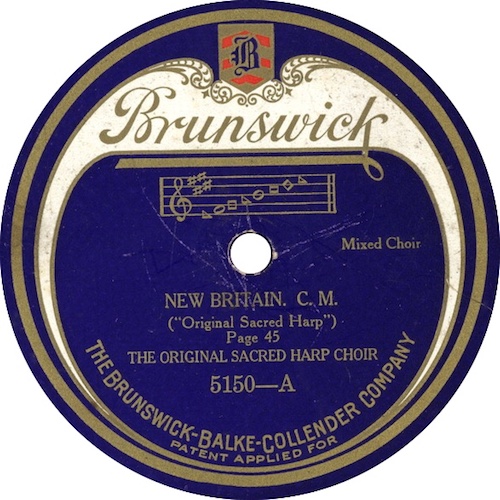 B
Brunswick
Mixed Choir
NEW BRITAIN. C. M.
("Original Sacred Harp")
Page 45
THE ORIGINAL SACRED HARP CHOIR
5150—A
THE BRUNSWICK-BALKE-COLLENDER COMPANY
PATENT APPLIED FOR